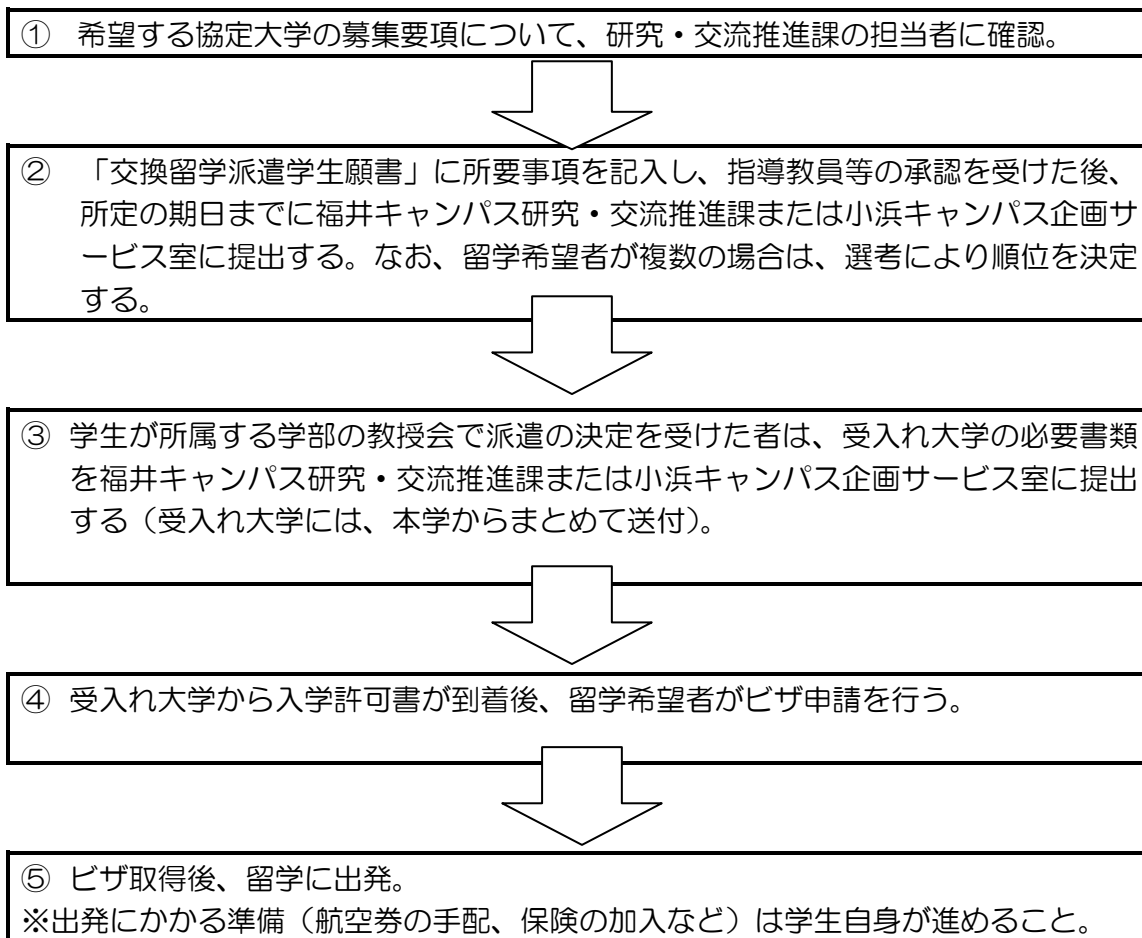 ① 希望する協定大学の募集要項について、研究・交流推進課の担当者に確認。
② 「交換留学派遣学生願書」に所要事項を記入し、指導教員等の承認を受けた後、
所定の期日までに福井キャンパス研究・交流推進課または小浜キャンパス企画サ
ービス室に提出する。なお、留学希望者が複数の場合は、選考により順位を決定
する。
③ 学生が所属する学部の教授会で派遣の決定を受けた者は、受入れ大学の必要書類
を福井キャンパス研究・交流推進課または小浜キャンパス企画サービス室に提出
する（受入れ大学には、本学からまとめて送付）。
④ 受入れ大学から入学許可書が到着後、留学希望者がビザ申請を行う。
⑤ ビザ取得後、留学に出発。
※出発にかかる準備（航空券の手配、保険の加入など）は学生自身が進めること。